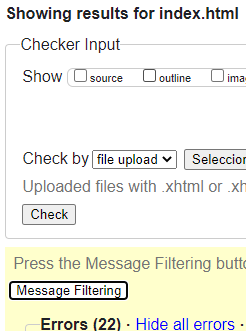 Showing results for index.html
Checker Input
Show source outline ima
Check by file upload Seleccion
Uploaded files with .xhtml or .xh
Check
Press the Message Filtering butto
Message Filtering
Errors (22) · Hide all errors ·